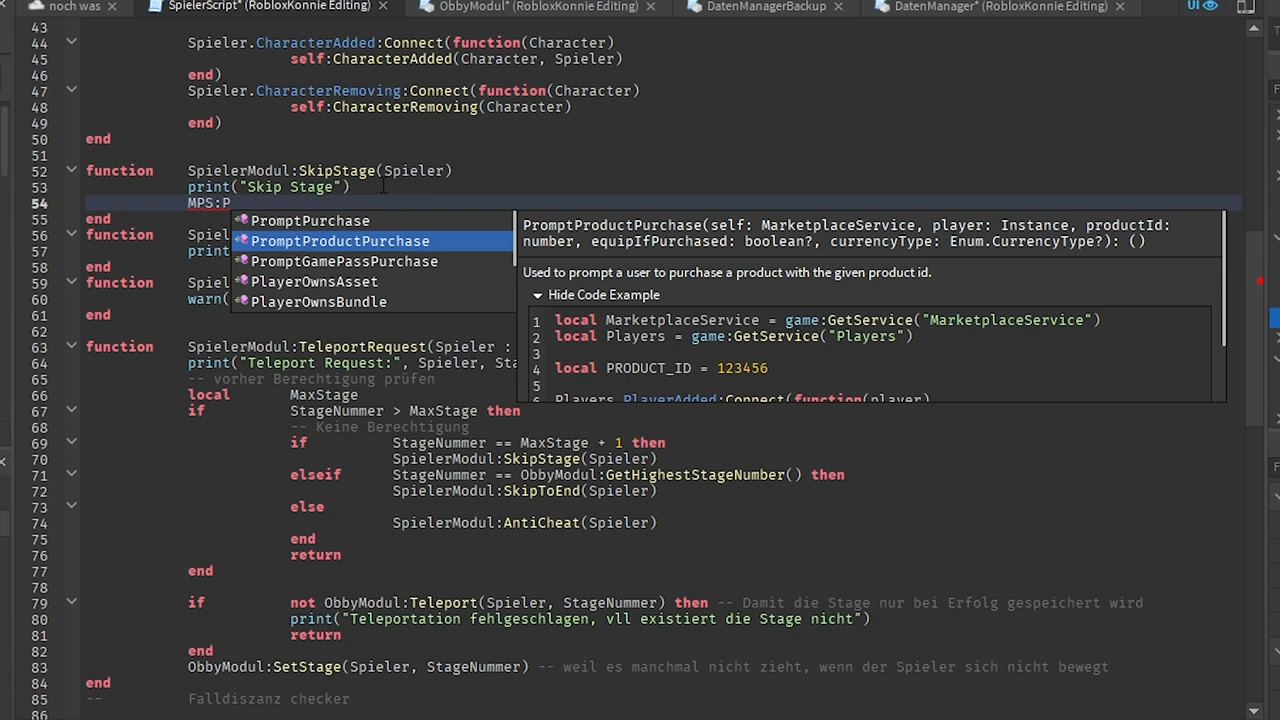 noch was × SpielerScript* (RobloxKonnie Editing) × ObbyModul* (RobloxKonnie Editing) × DatenManagerBackup × DatenManager* (RobloxKonnie Editing) × UI
43
44 Spieler.CharacterAdded:Connect(function(Character)
45 self:CharacterAdded(Character, Spieler)
46 end)
47 Spieler.CharacterRemoving:Connect(function(Character)
48 self:CharacterRemoving(Character)
49 end)
50 end
51
52 function SpielerModul:SkipStage(Spieler)
53 print("Skip Stage")
54 MPS:P
55 end
56 function Spiel
57 print
58 end
59 function Spiel
60 warn(
61 end
62
63 function SpielerModul:TeleportRequest(Spieler :
64 print("Teleport Request:", Spieler, Sta
65 -- vorher Berechtigung prüfen
66 local MaxStage
67 if StageNummer > MaxStage then
68 -- Keine Berechtigung
69 if StageNummer == MaxStage + 1 then
70 SpielerModul:SkipStage(Spieler)
71 elseif StageNummer == ObbyModul:GetHighestStageNumber() then
72 SpielerModul:SkipToEnd(Spieler)
73 else
74 SpielerModul:AntiCheat(Spieler)
75 end
76 return
77 end
78
79 if not ObbyModul:Teleport(Spieler, StageNummer) then -- Damit die Stage nur bei Erfolg gespeichert wird
80 print("Teleportation fehlgeschlagen, vll existiert die Stage nicht")
81 return
82 end
83 ObbyModul:SetStage(Spieler, StageNummer) -- weil es manchmal nicht zieht, wenn der Spieler sich nicht bewegt
84 end
85 -- Falldiszanz checker
86
PromptPurchase
PromptProductPurchase
PromptGamePassPurchase
PlayerOwnsAsset
PlayerOwnsBundle
PromptProductPurchase(self: MarketplaceService, player: Instance, productId:
number, equipIfPurchased: boolean?, currencyType: Enum.CurrencyType?): ()
Used to prompt a user to purchase a product with the given product id.
Hide Code Example
1 local MarketplaceService = game:GetService("MarketplaceService")
2 local Players = game:GetService("Players")
3
4 local PRODUCT_ID = 123456
5
6 Players.PlayerAdded:Connect(function(player)